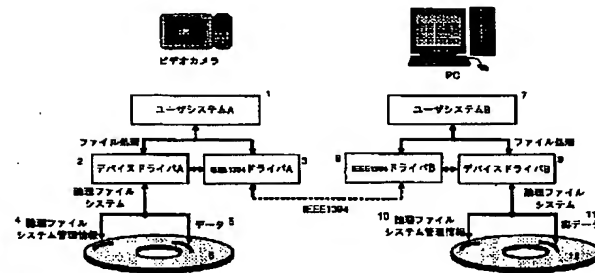 ビデオカメラ
PC
1
ユーザシステムA
7
ユーザシステムB
ファイル処理
ファイル処理
2
デバイスドライバA
3
IEEE1394ドライバA
8
IEEE1394ドライバB
9
デバイスドライバB
論理ファイル
システム
IEEE1394
論理ファイル
システム
4 論理ファイル
システム管理情報
データ 5
10 論理ファイル
システム管理情報
データ
11
6
12